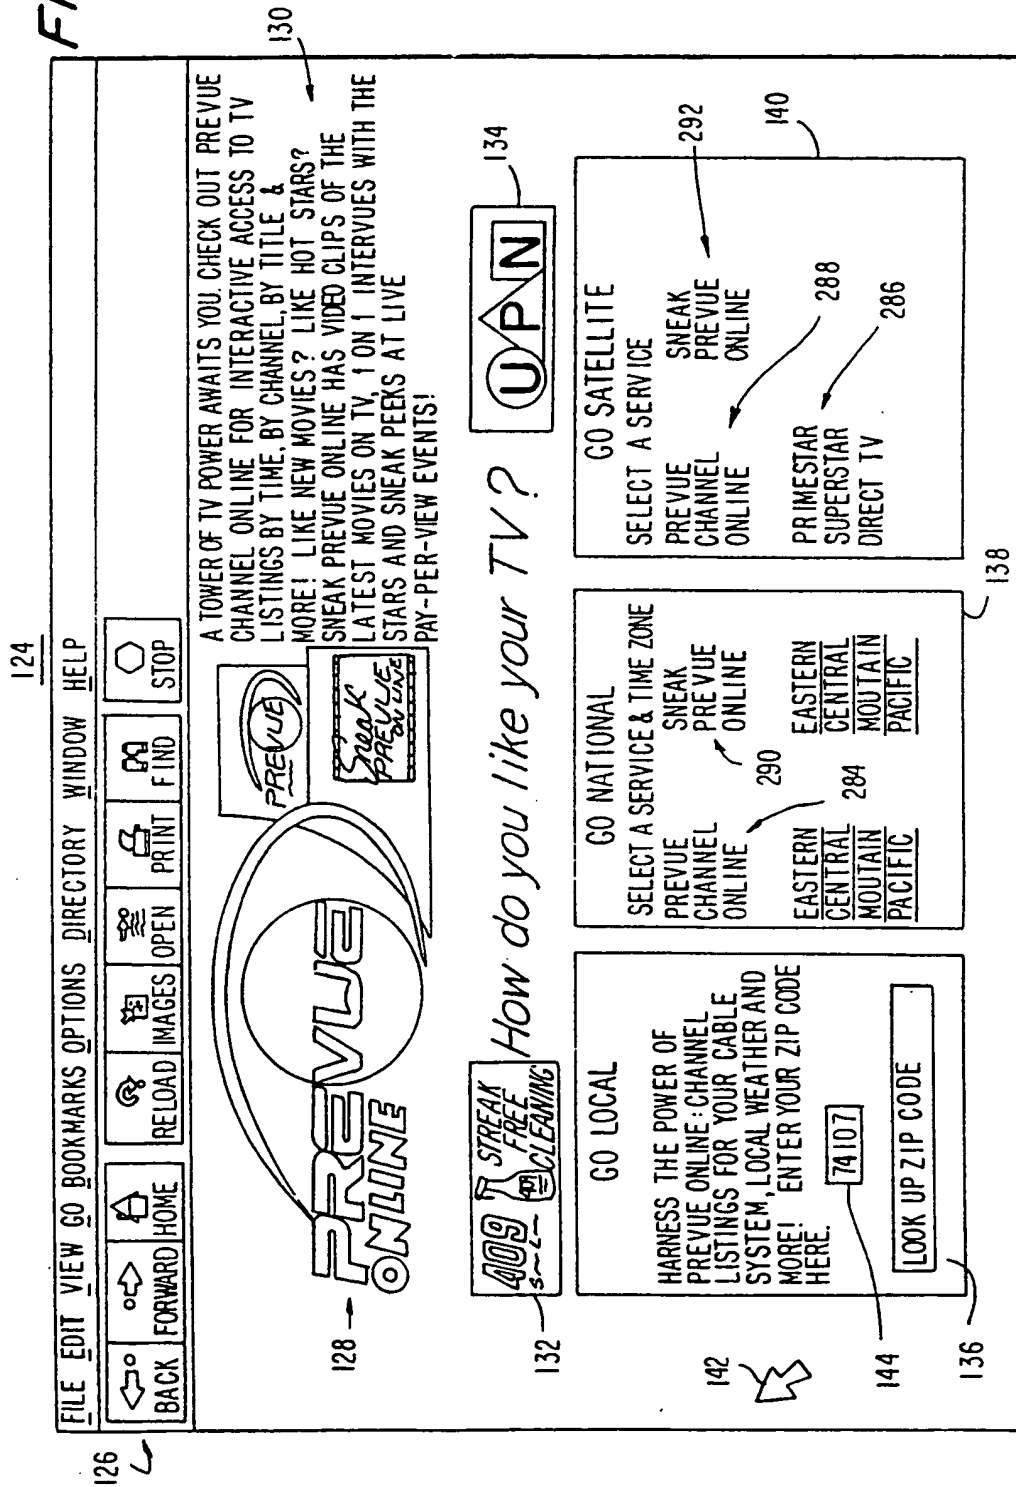 124
126
FILE EDIT VIEW GO BOOKMARKS OPTIONS DIRECTORY WINDOW HELP
BACK FORWARD HOME RELOAD IMAGES OPEN PRINT FIND STOP
128
PREVUE
ONLINE
PREVUE
Sneak
PREVUE
ON LINE
130
A TOWER OF TV POWER AWAITS YOU. CHECK OUT PREVUE
CHANNEL ONLINE FOR INTERACTIVE ACCESS TO TV
LISTINGS BY TIME, BY CHANNEL, BY TITLE &
MORE! LIKE NEW MOVIES? LIKE HOT STARS?
SNEAK PREVUE ONLINE HAS VIDEO CLIPS OF THE
LATEST MOVIES ON TV, 1 ON 1 INTERVUES WITH THE
STARS AND SNEAK PEEKS AT LIVE
PAY-PER-VIEW EVENTS!
132
409
STREAK
FREE
CLEANING
409
How do you like your TV?
UPN
134
142
GO LOCAL
HARNESS THE POWER OF
PREVUE ONLINE: CHANNEL
LISTINGS FOR YOUR CABLE
SYSTEM, LOCAL WEATHER AND
MORE! ENTER YOUR ZIP CODE
HERE.
74107
144
LOOK UP ZIP CODE
136
GO NATIONAL
SELECT A SERVICE & TIME ZONE
PREVUE
CHANNEL
ONLINE
284
EASTERN
CENTRAL
MOUTAIN
PACIFIC
SNEAK
PREVUE
ONLINE
290
EASTERN
CENTRAL
MOUTAIN
PACIFIC
138
GO SATELLITE
SELECT A SERVICE
PREVUE
CHANNEL
ONLINE
288
SNEAK
PREVUE
ONLINE
292
PRIMESTAR
SUPERSTAR
DIRECT TV
286
140